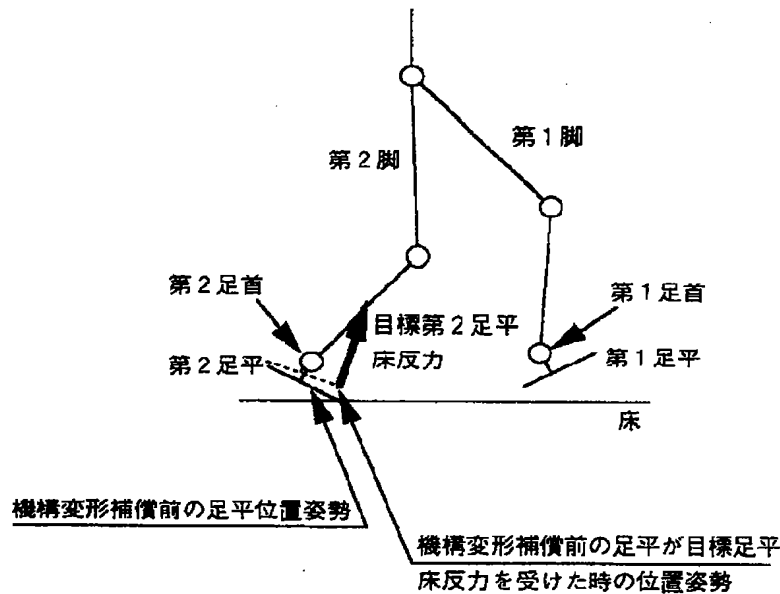 第2脚
第1脚
第2足首
第1足首
目標第2足平
床反力
第2足平
第1足平
床
機構変形補償前の足平位置姿勢
機構変形補償前の足平が目標足平
床反力を受けた時の位置姿勢